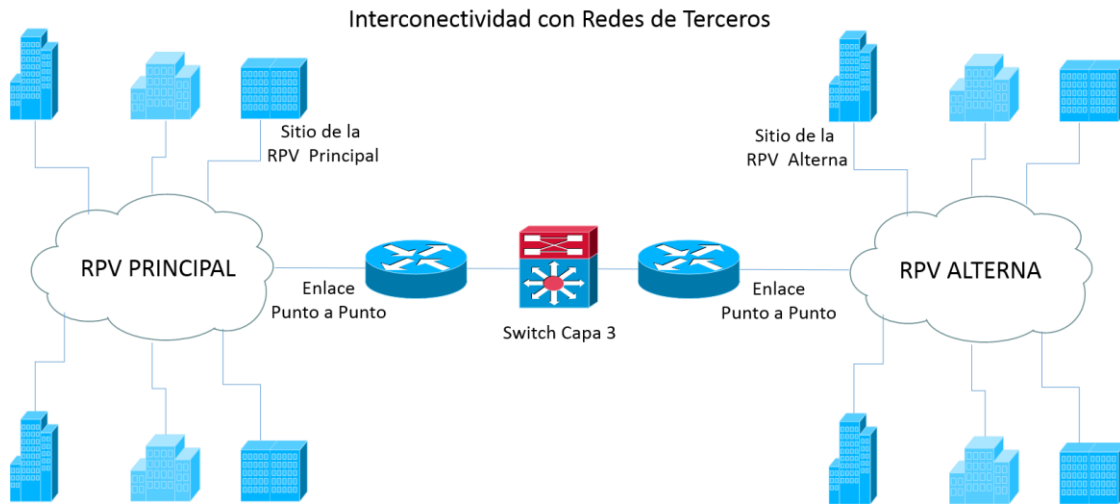 Interconectividad con Redes de Terceros
Sitio de la
RPV Principal
Sitio de la
RPV Alterna
RPV PRINCIPAL
RPV ALTERNA
Enlace
Punto a Punto
Enlace
Punto a Punto
Switch Capa 3